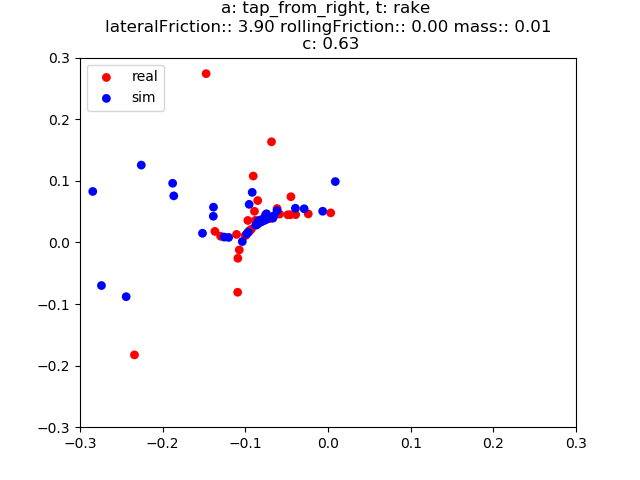 a: tap_from_right, t: rake
lateralFriction:: 3.90 rollingFriction:: 0.00 mass:: 0.01
c: 0.63
real
sim
0.3
0.2
0.1
0.0
−0.1
−0.2
−0.3
−0.3
−0.2
−0.1
0.0
0.1
0.2
0.3